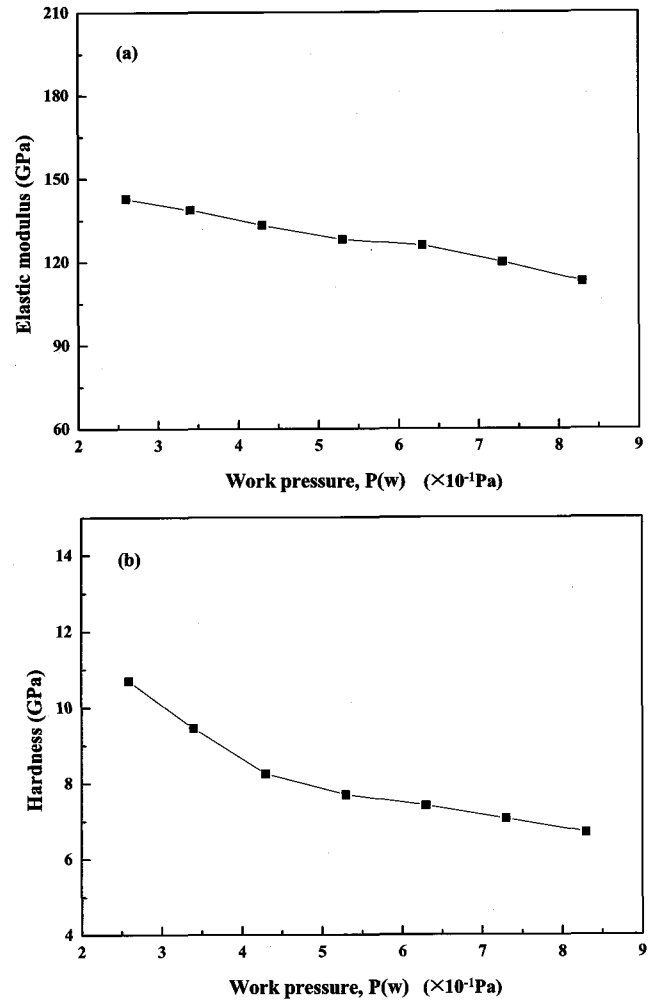 210
(a)
180
150
120
90
60
Elastic modulus (GPa)
2 3 4 5 6 7 8 9
Work pressure, P(w) (×10⁻¹Pa)
14
(b)
12
10
8
6
4
Hardness (GPa)
2 3 4 5 6 7 8 9
Work pressure, P(w) (×10⁻¹Pa)